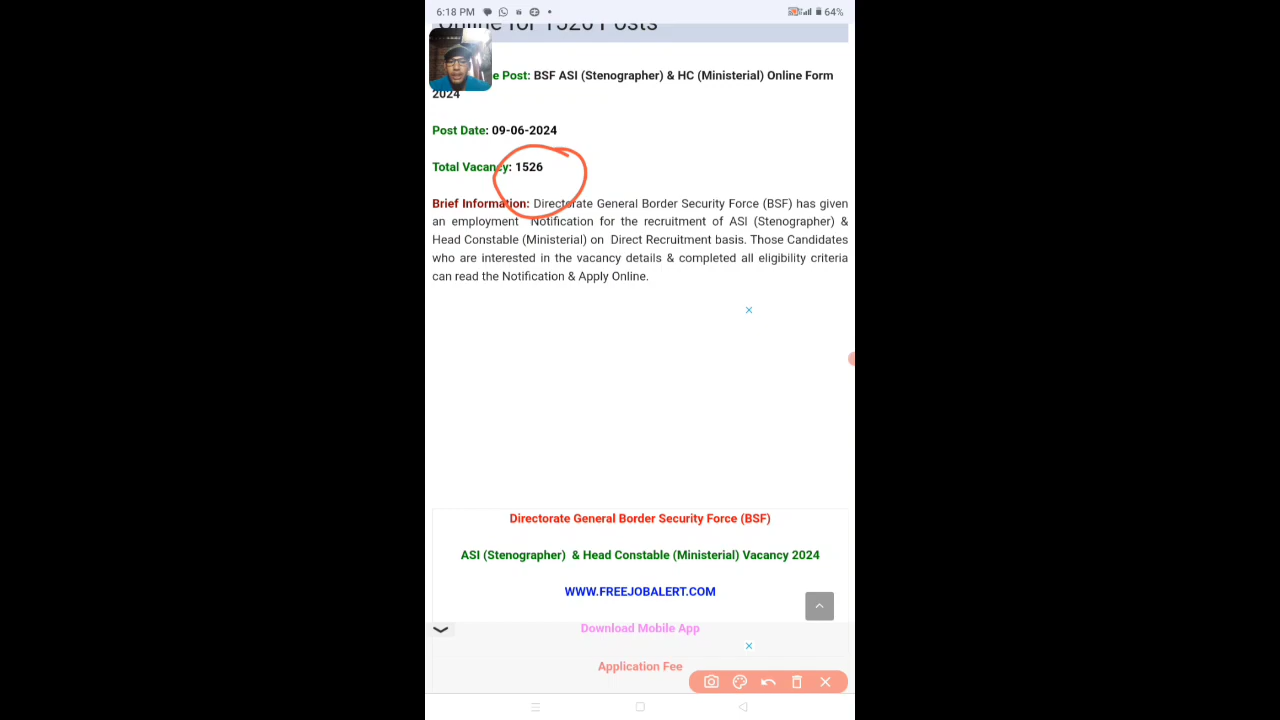 6:18 PM
64%
Online for 1526 Posts
e Post: BSF ASI (Stenographer) & HC (Ministerial) Online Form
2024
Post Date: 09-06-2024
Total Vacancy: 1526
Brief Information: Directorate General Border Security Force (BSF) has given
an employment Notification for the recruitment of ASI (Stenographer) &
Head Constable (Ministerial) on Direct Recruitment basis. Those Candidates
who are interested in the vacancy details & completed all eligibility criteria
can read the Notification & Apply Online.
Directorate General Border Security Force (BSF)
ASI (Stenographer) & Head Constable (Ministerial) Vacancy 2024
WWW.FREEJOBALERT.COM
Download Mobile App
Application Fee